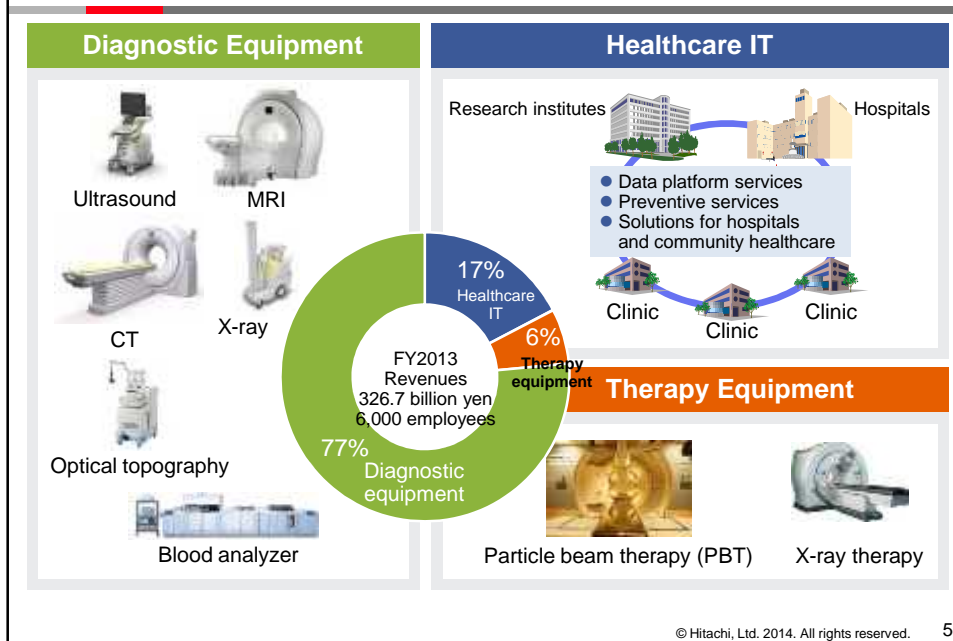 Diagnostic Equipment
Ultrasound
MRI
CT
X-ray
Optical topography
Blood analyzer
Healthcare IT
Research institutes
Hospitals
● Data platform services
● Preventive services
● Solutions for hospitals
and community healthcare
Clinic
Clinic
Clinic
17%
Healthcare
IT
6%
Therapy
equipment
FY2013
Revenues
326.7 billion yen
6,000 employees
77%
Diagnostic
equipment
Therapy Equipment
Particle beam therapy (PBT)
X-ray therapy
© Hitachi, Ltd. 2014. All rights reserved.
5